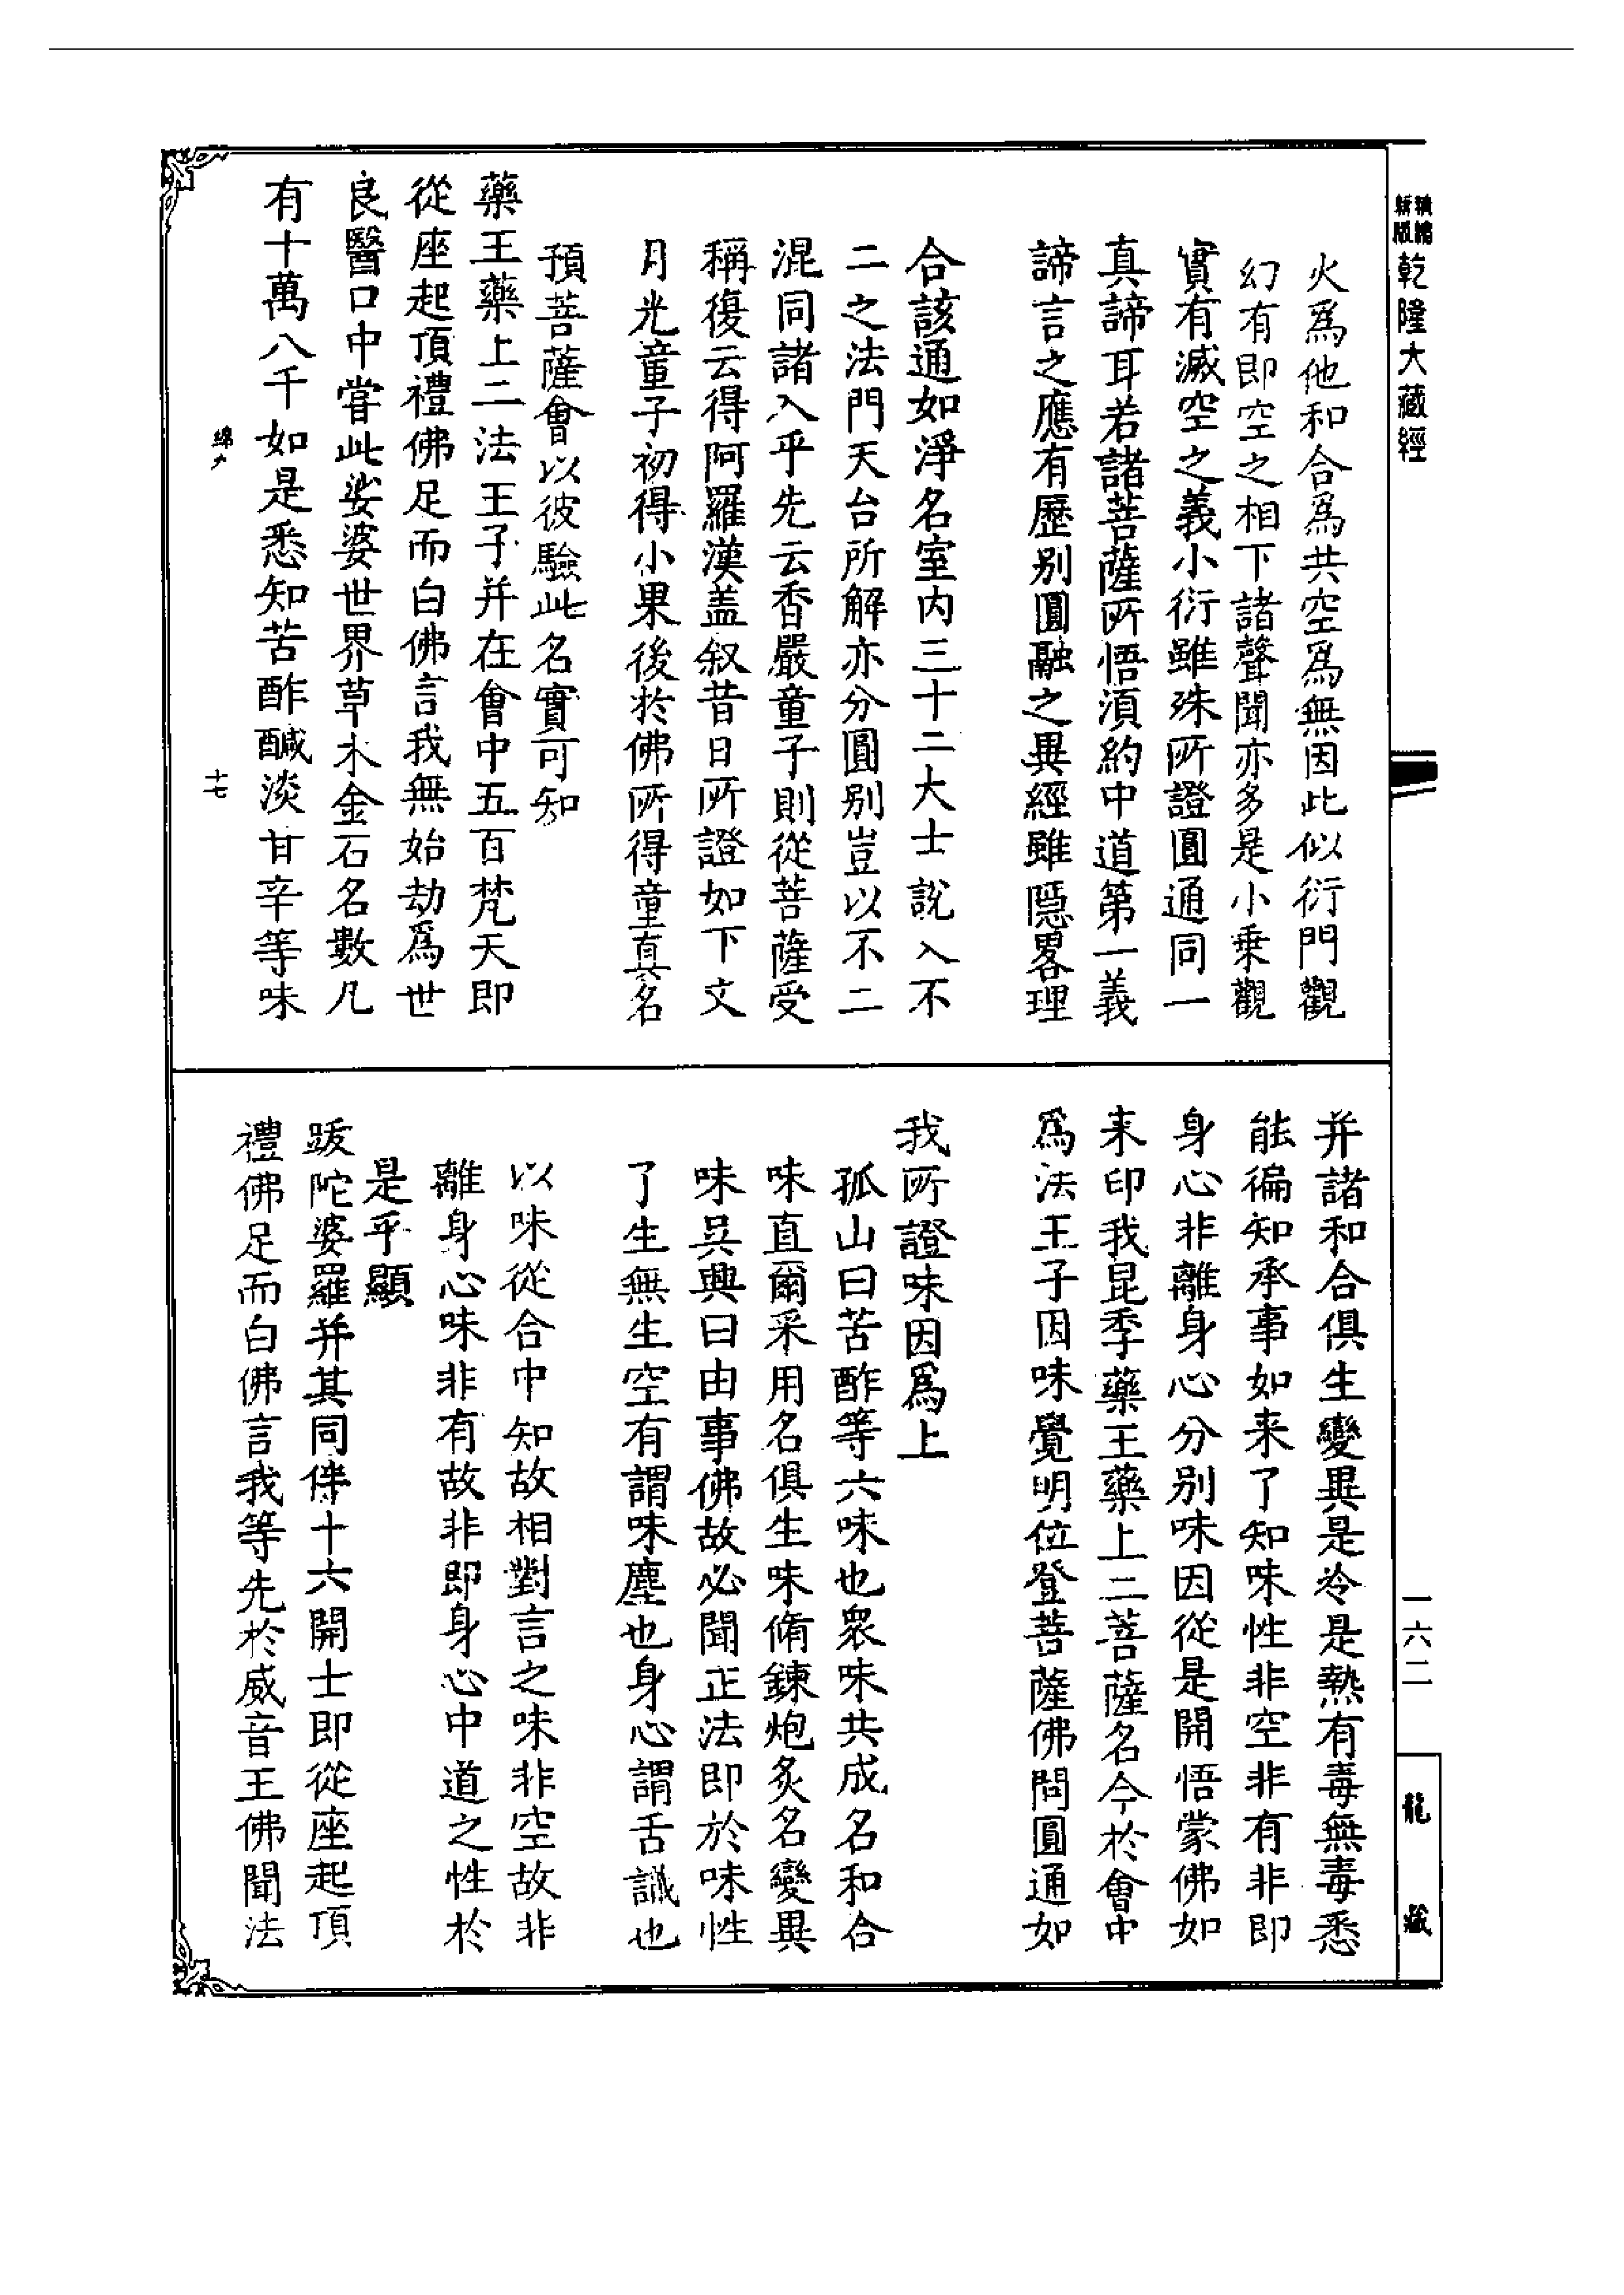 精編新版乾隆大藏經
火爲他和合爲共空爲無因此似衍門觀
幻有即空之相下諸聲聞亦多是小乘觀
實有滅空之義小衍雖殊所證圓通同一
真諦耳若諸菩薩所悟須約中道第一義
諦言之應有歷别圓融之異經雖隱畧理
合該通如淨名室内三十二大士說入不
二之法門天台所解亦分圓别豈以不二
混同諸入乎先云香嚴童子則從菩薩受
稱復云得阿羅漢盖叙昔日所證如下文
月光童子初得小果後於佛所得童真名
預菩薩會以彼驗此名實可知
藥王藥上二法王子并在會中五百梵天即
從座起頂禮佛足而白佛言我無始劫爲世
良醫口中嘗此娑婆世界草木金石名數凡
有十萬八千如是悉知苦酢鹹淡甘辛等味
十七
一六二
龍藏
并諸和合俱生變異是冷是熱有毒無毒悉
能徧知承事如来了知味性非空非有非即
身心非離身心分别味因從是開悟蒙佛如
来印我昆季藥王藥上二菩薩名今於會中
爲法王子因味覺明位登菩薩佛問圓通如
我所證味因爲上
孤山曰苦酢等六味也衆味共成名和合
味直爾采用名俱生味脩鍊炮炙名變異
味吳興曰由事佛故必聞正法即於味性
了生無生空有謂味塵也身心謂舌識也
以味從合中知故相對言之味非空故非
離身心味非有故非即身心中道之性於
是乎顯
跋陀婆羅并其同伴十六開士即從座起頂
禮佛足而白佛言我等先於威音王佛聞法